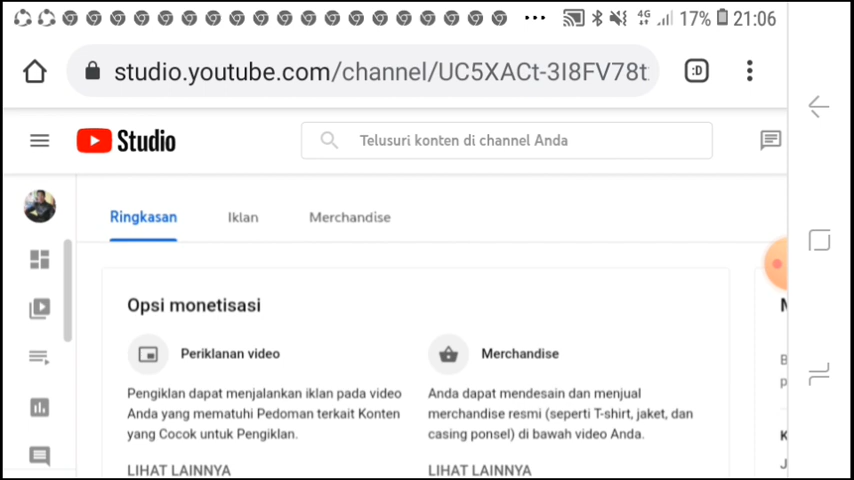 4G 17% 21:06
studio.youtube.com/channel/UC5XACt-3I8FV78t
:D
Studio
Telusuri konten di channel Anda
Ringkasan Iklan Merchandise
Opsi monetisasi
Periklanan video
Pengiklan dapat menjalankan iklan pada video
Anda yang mematuhi Pedoman terkait Konten
yang Cocok untuk Pengiklan.
LIHAT LAINNYA
Merchandise
Anda dapat mendesain dan menjual
merchandise resmi (seperti T-shirt, jaket, dan
casing ponsel) di bawah video Anda.
LIHAT LAINNYA